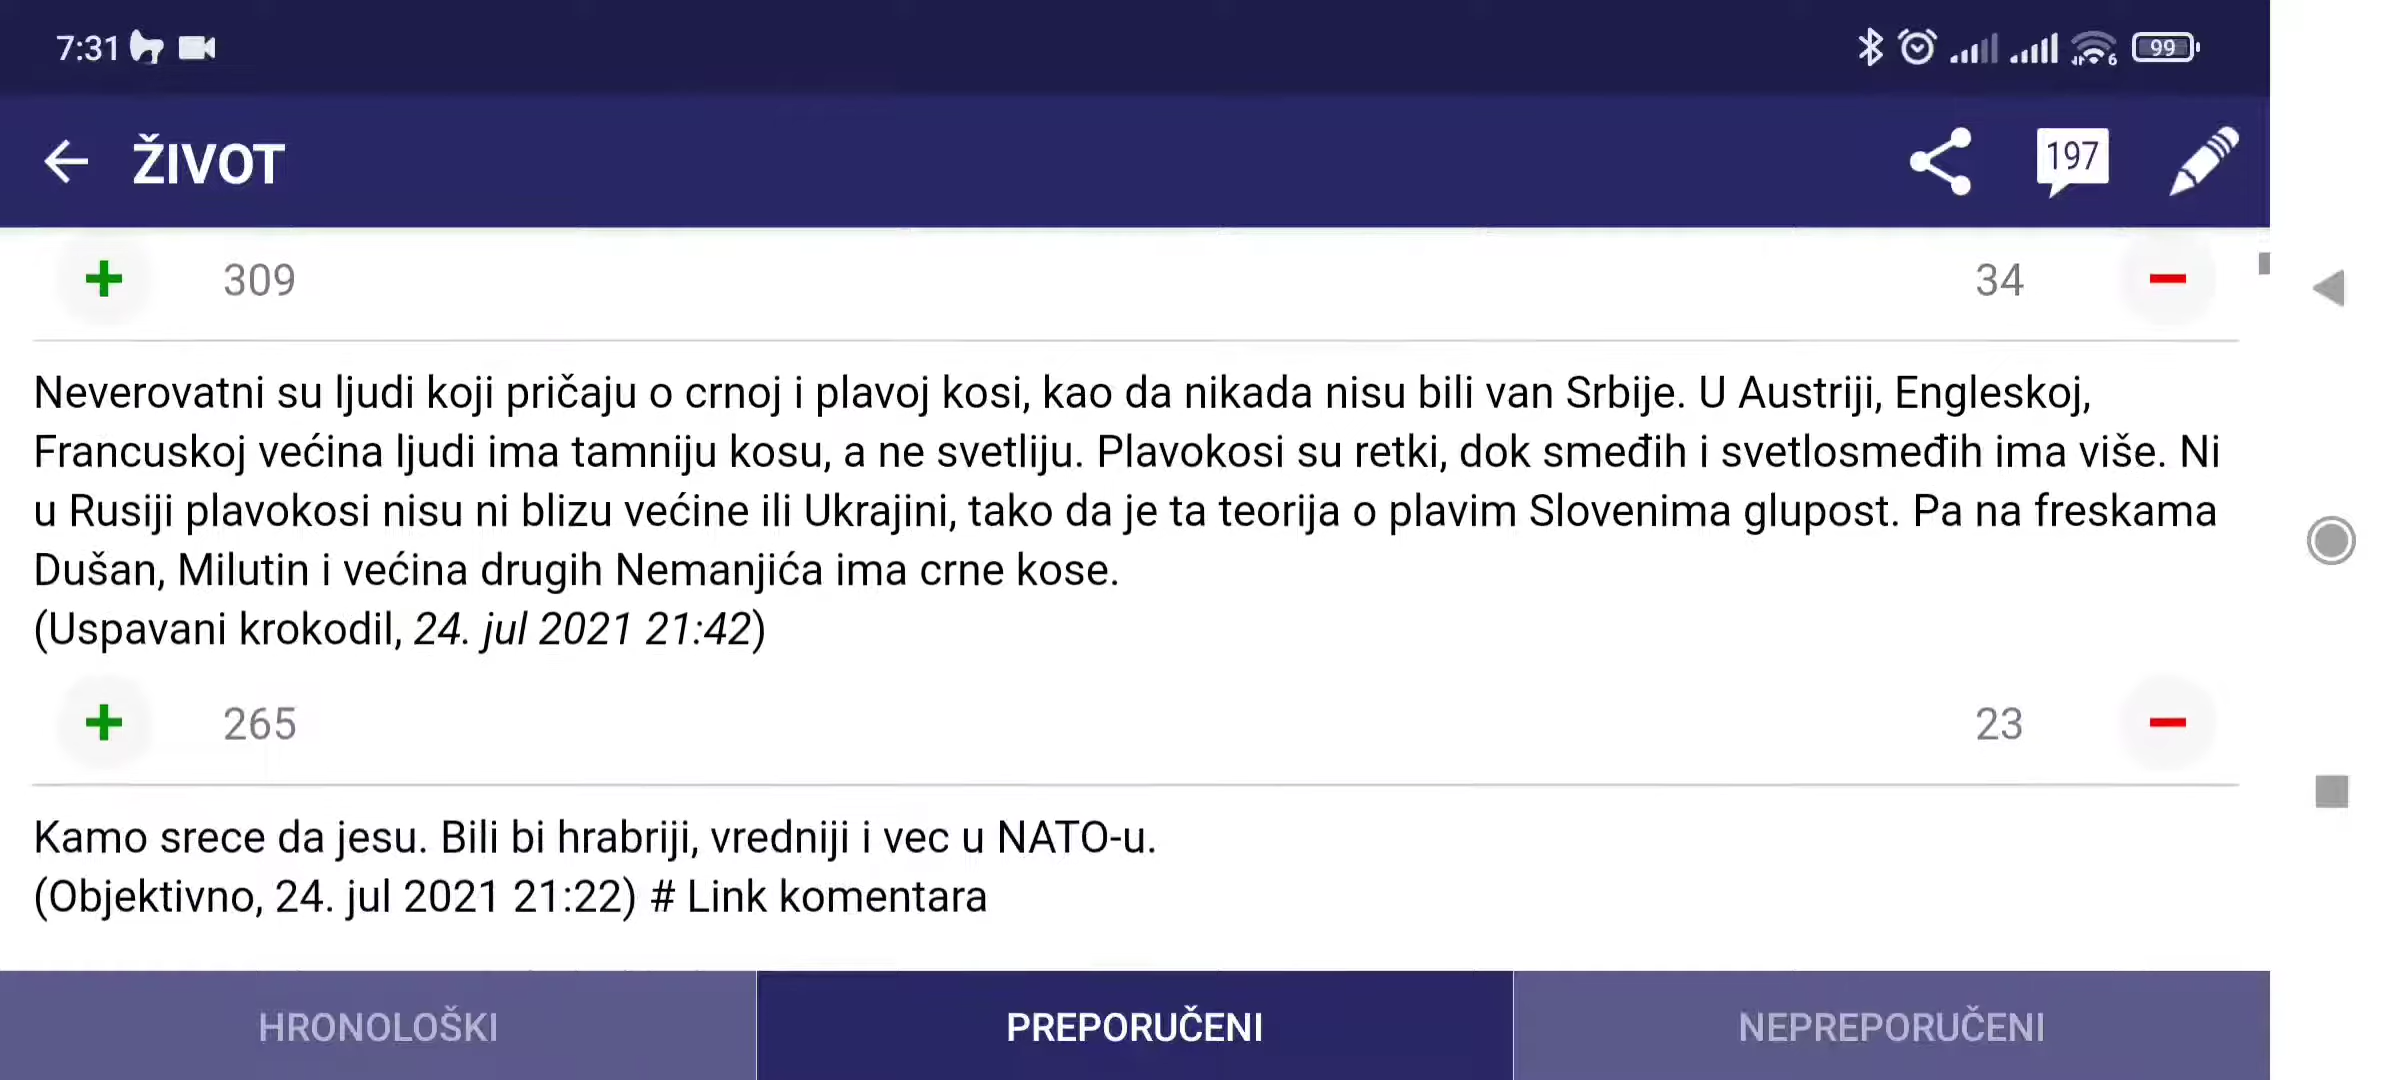 7:31
99
ŽIVOT
197
309
34
Neverovatni su ljudi koji pričaju o crnoj i plavoj kosi, kao da nikada nisu bili van Srbije. U Austriji, Engleskoj,
Francuskoj većina ljudi ima tamniju kosu, a ne svetliju. Plavokosi su retki, dok smeđih i svetlosmeđih ima više. Ni
u Rusiji plavokosi nisu ni blizu većine ili Ukrajini, tako da je ta teorija o plavim Slovenima glupost. Pa na freskama
Dušan, Milutin i većina drugih Nemanjića ima crne kose.
(Uspavani krokodil, 24. jul 2021 21:42)
265
23
Kamo srece da jesu. Bili bi hrabriji, vredniji i vec u NATO-u.
(Objektivno, 24. jul 2021 21:22) # Link komentara
HRONOLOŠKI
PREPORUČENI
NEPREPORUČENI